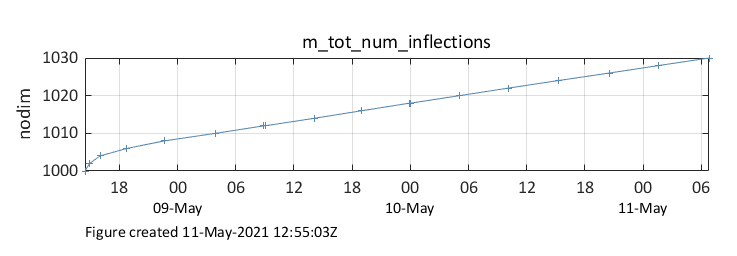 m_tot_num_inflections
1030
1020
1010
1000
nodim
18 00 06 12 18 00 06 12 18 00 06
09-May 10-May 11-May
Figure created 11-May-2021 12:55:03Z